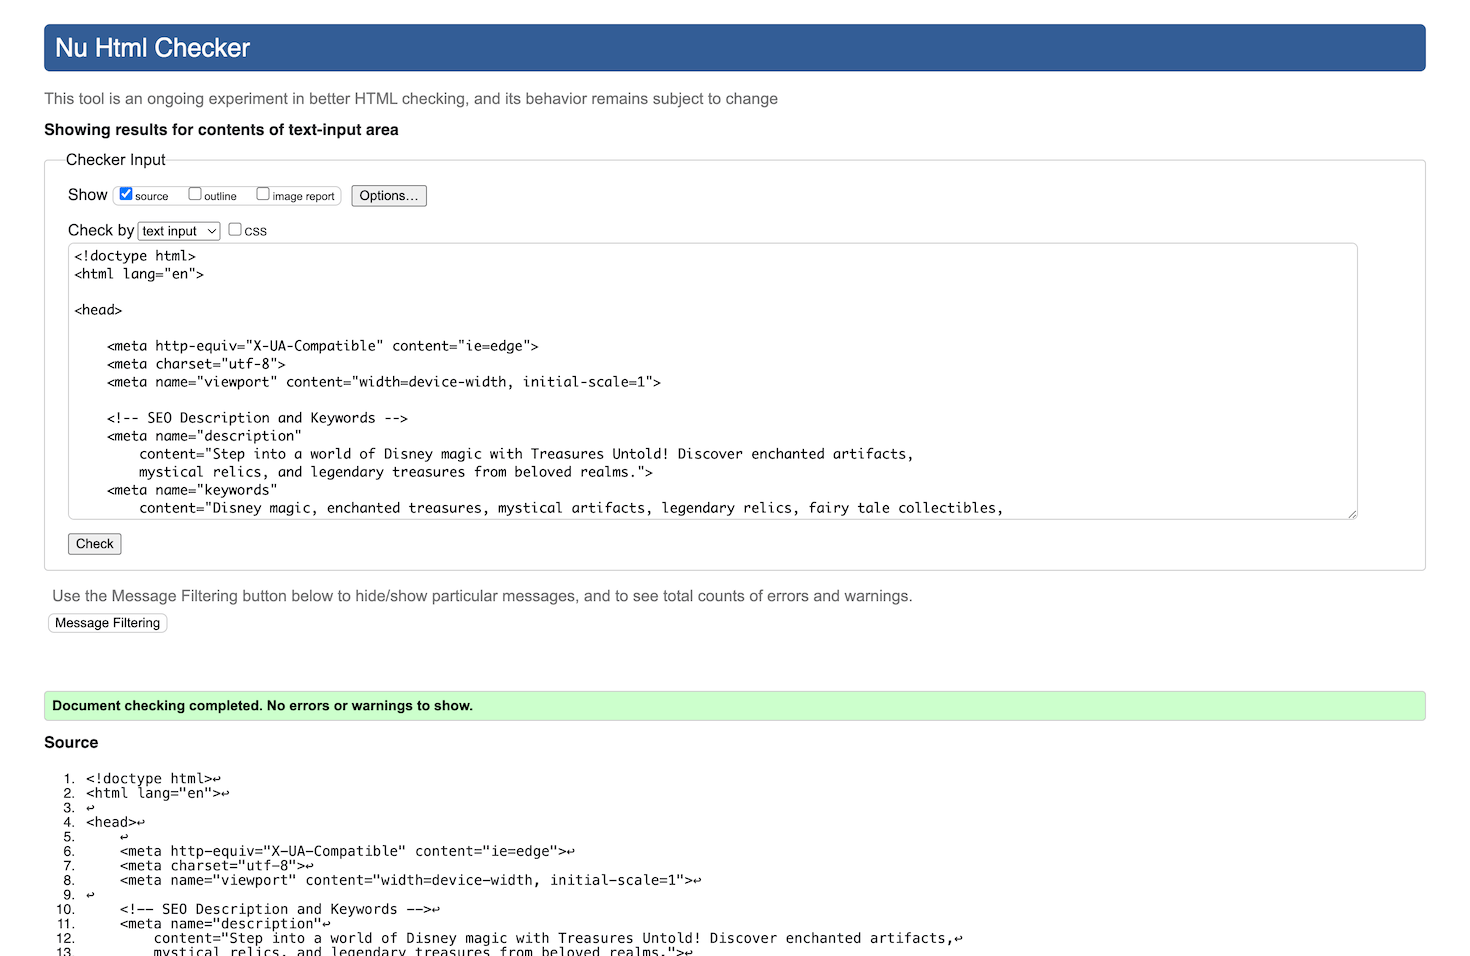 Nu Html Checker
This tool is an ongoing experiment in better HTML checking, and its behavior remains subject to change
Showing results for contents of text-input area
Checker Input
Show source outline image report Options...
Check by text input CSS
<!doctype html>
<html lang="en">
<head>
<meta http-equiv="X-UA-Compatible" content="ie=edge">
<meta charset="utf-8">
<meta name="viewport" content="width=device-width, initial-scale=1">
<!-- SEO Description and Keywords -->
<meta name="description"
content="Step into a world of Disney magic with Treasures Untold! Discover enchanted artifacts,
mystical relics, and legendary treasures from beloved realms.">
<meta name="keywords"
content="Disney magic, enchanted treasures, mystical artifacts, legendary relics, fairy tale collectibles,
Check
Use the Message Filtering button below to hide/show particular messages, and to see total counts of errors and warnings.
Message Filtering
Document checking completed. No errors or warnings to show.
Source
1. <!doctype html>↩
2. <html lang="en">↩
3. ↩
4. <head>↩
5. ↩
6. <meta http-equiv="X-UA-Compatible" content="ie=edge">↩
7. <meta charset="utf-8">↩
8. <meta name="viewport" content="width=device-width, initial-scale=1">↩
9. ↩
10. <!-- SEO Description and Keywords -->↩
11. <meta name="description"↩
12. content="Step into a world of Disney magic with Treasures Untold! Discover enchanted artifacts,↩
13. mystical relics, and legendary treasures from beloved realms.">↩